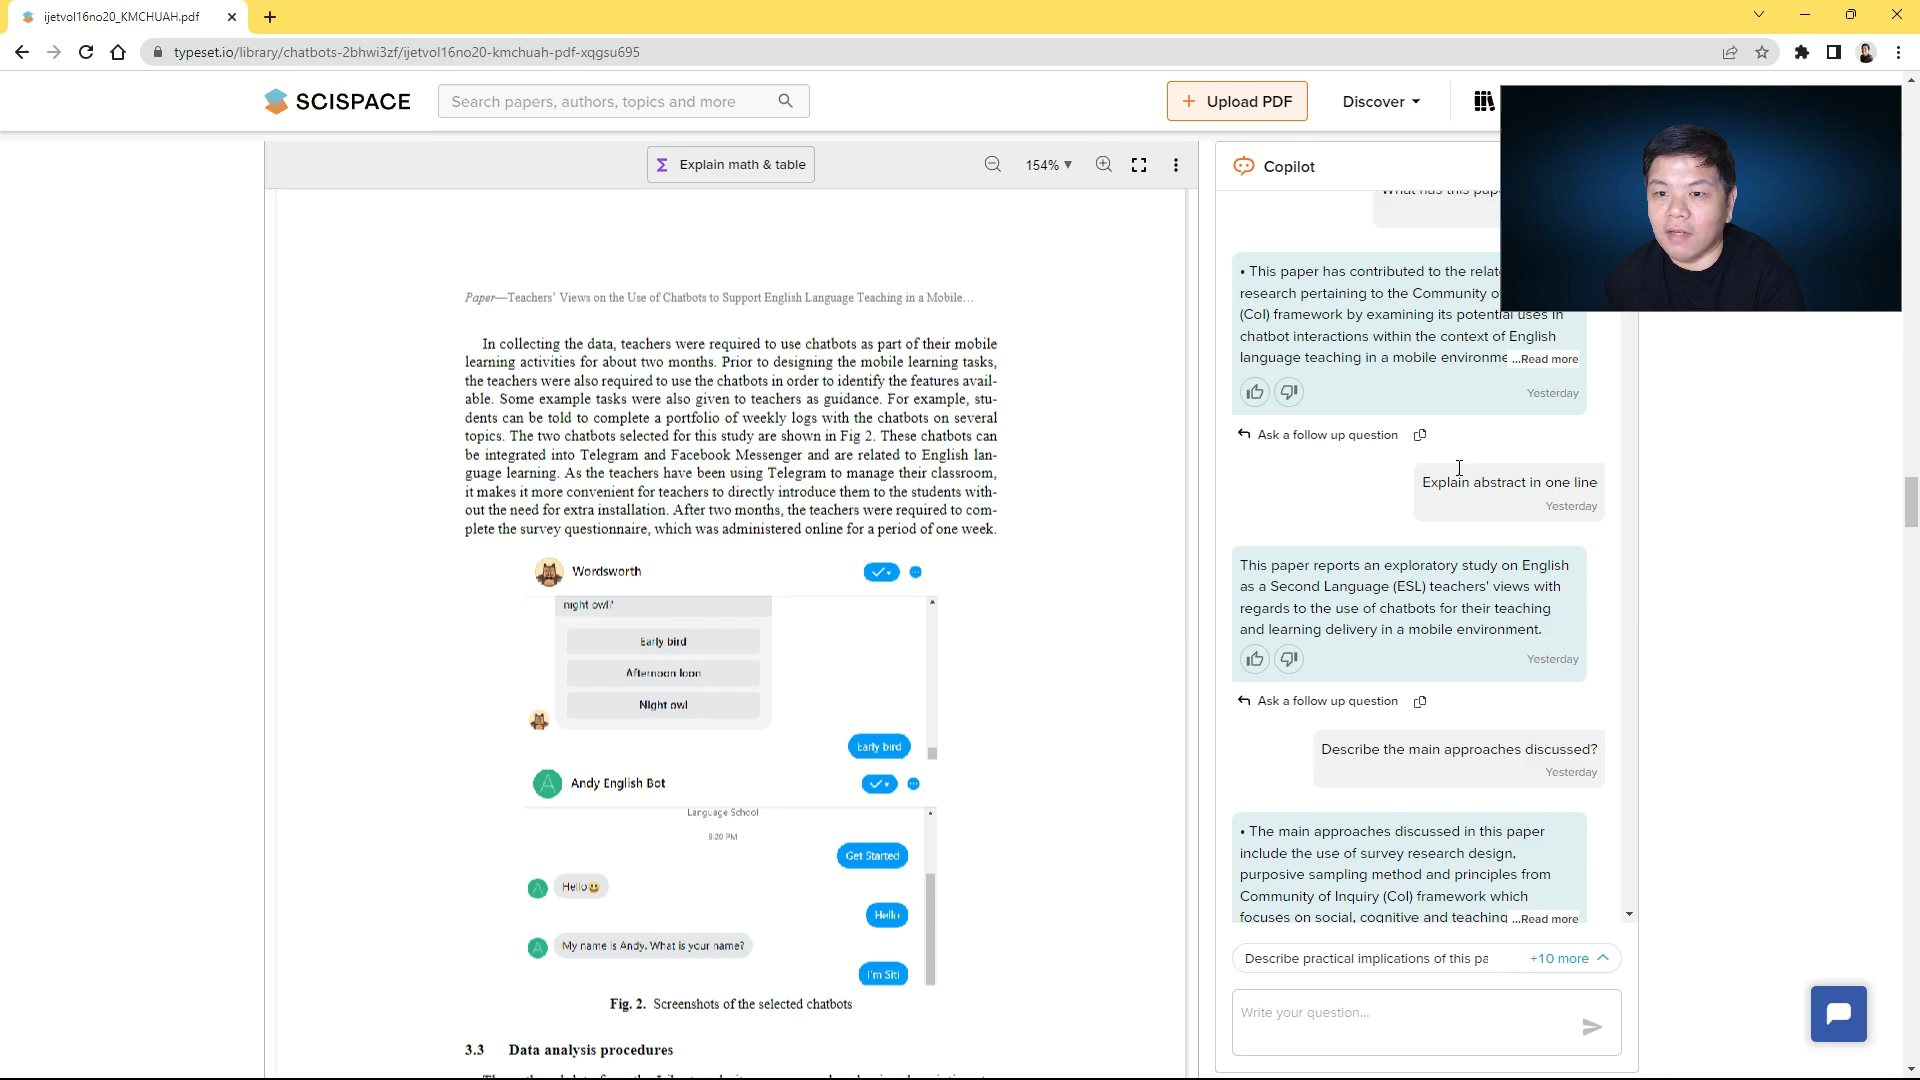 ijetvol16no20_KMCHUAH.pdf
typeset.io/library/chatbots-2bhwi3zf/ijetvol16no20-kmchuah-pdf-xqgsu695
SCISPACE
Search papers, authors, topics and more
+ Upload PDF
Discover
Σ Explain math & table
154%
Paper—Teachers’ Views on the Use of Chatbots to Support English Language Teaching in a Mobile…
In collecting the data, teachers were required to use chatbots as part of their mobile
learning activities for about two months. Prior to designing the mobile learning tasks,
the teachers were also required to use the chatbots in order to identify the features avail-
able. Some example tasks were also given to teachers as guidance. For example, stu-
dents can be told to complete a portfolio of weekly logs with the chatbots on several
topics. The two chatbots selected for this study are shown in Fig 2. These chatbots can
be integrated into Telegram and Facebook Messenger and are related to English lan-
guage learning. As the teachers have been using Telegram to manage their classroom,
it makes it more convenient for teachers to directly introduce them to the students with-
out the need for extra installation. After two months, the teachers were required to com-
plete the survey questionnaire, which was administered online for a period of one week.
Wordsworth
night owl?
Early bird
Afternoon loon
Night owl
Early bird
A Andy English Bot
Language School
9:20 PM
Get Started
A Hello😃
Hello
A My name is Andy. What is your name?
I'm Siti
Fig. 2. Screenshots of the selected chatbots
3.3 Data analysis procedures
Copilot
What has this pap
• This paper has contributed to the relate
research pertaining to the Community o
(CoI) framework by examining its potential uses in
chatbot interactions within the context of English
language teaching in a mobile environme ...Read more
Yesterday
Ask a follow up question
Explain abstract in one line
Yesterday
This paper reports an exploratory study on English
as a Second Language (ESL) teachers' views with
regards to the use of chatbots for their teaching
and learning delivery in a mobile environment.
Yesterday
Ask a follow up question
Describe the main approaches discussed?
Yesterday
• The main approaches discussed in this paper
include the use of survey research design,
purposive sampling method and principles from
Community of Inquiry (CoI) framework which
focuses on social, cognitive and teaching ...Read more
Describe practical implications of this pa +10 more
Write your question...